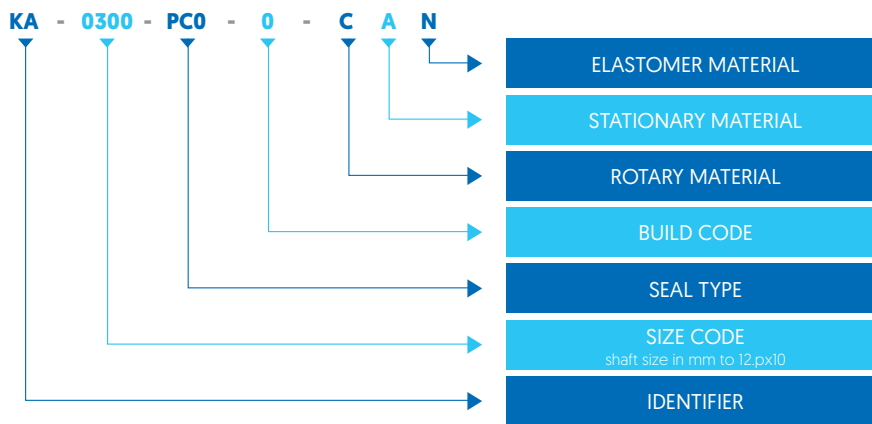 KA - 0300 - PC0 - 0 - C A N
ELASTOMER MATERIAL
STATIONARY MATERIAL
ROTARY MATERIAL
BUILD CODE
SEAL TYPE
SIZE CODE
shaft size in mm to 12.px10
IDENTIFIER